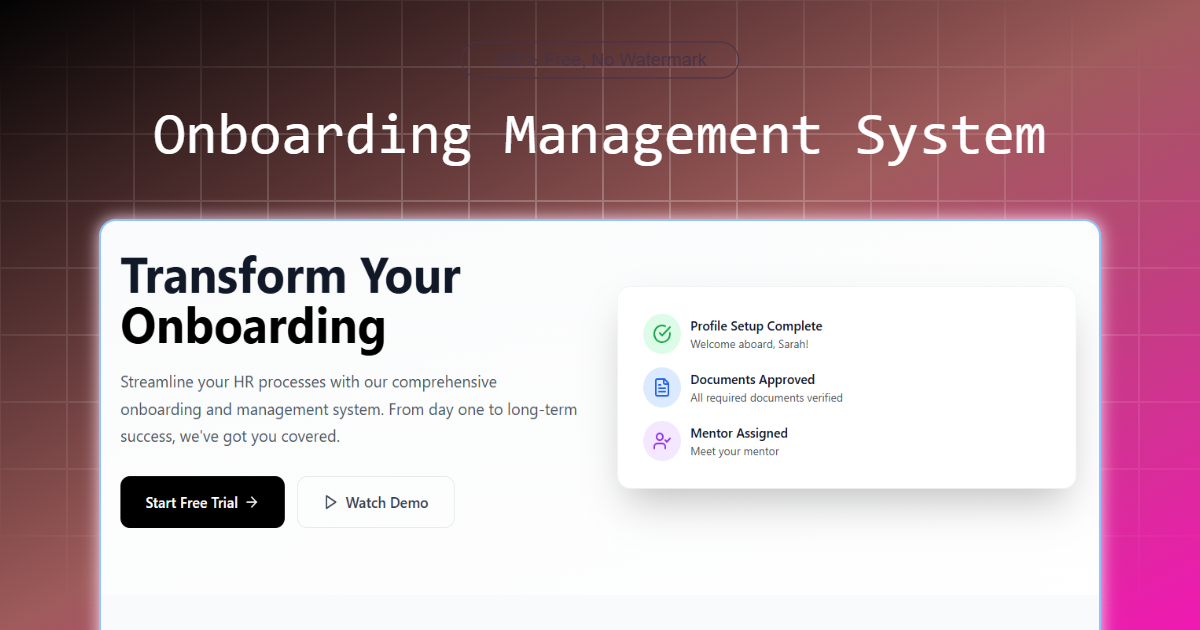 Free, No Watermark
Onboarding Management System
Transform Your
Onboarding
Streamline your HR processes with our comprehensive
onboarding and management system. From day one to long-term
success, we've got you covered.
Start Free Trial
Watch Demo
Profile Setup Complete
Welcome aboard, Sarah!
Documents Approved
All required documents verified
Mentor Assigned
Meet your mentor